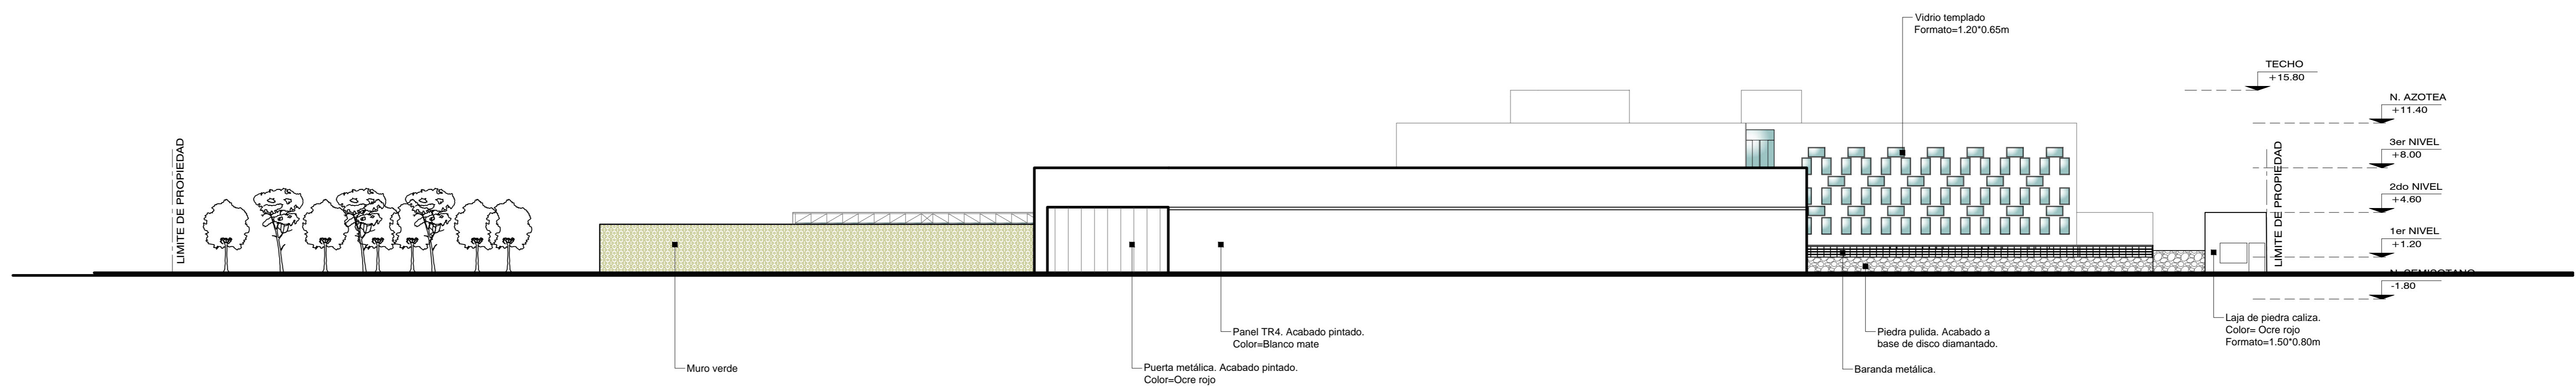 Vidrio templado
Formato=1.20*0.65m
TECHO
+15.80
N. AZOTEA
+11.40
3er NIVEL
+8.00
2do NIVEL
+4.60
1er NIVEL
+1.20
N. SEMISOTANO
-1.80
LIMITE DE PROPIEDAD
LIMITE DE PROPIEDAD
Muro verde
Puerta metálica. Acabado pintado.
Color=Ocre rojo
Panel TR4. Acabado pintado.
Color=Blanco mate
Baranda metálica.
Piedra pulida. Acabado a
base de disco diamantado.
Laja de piedra caliza.
Color= Ocre rojo
Formato=1.50*0.80m